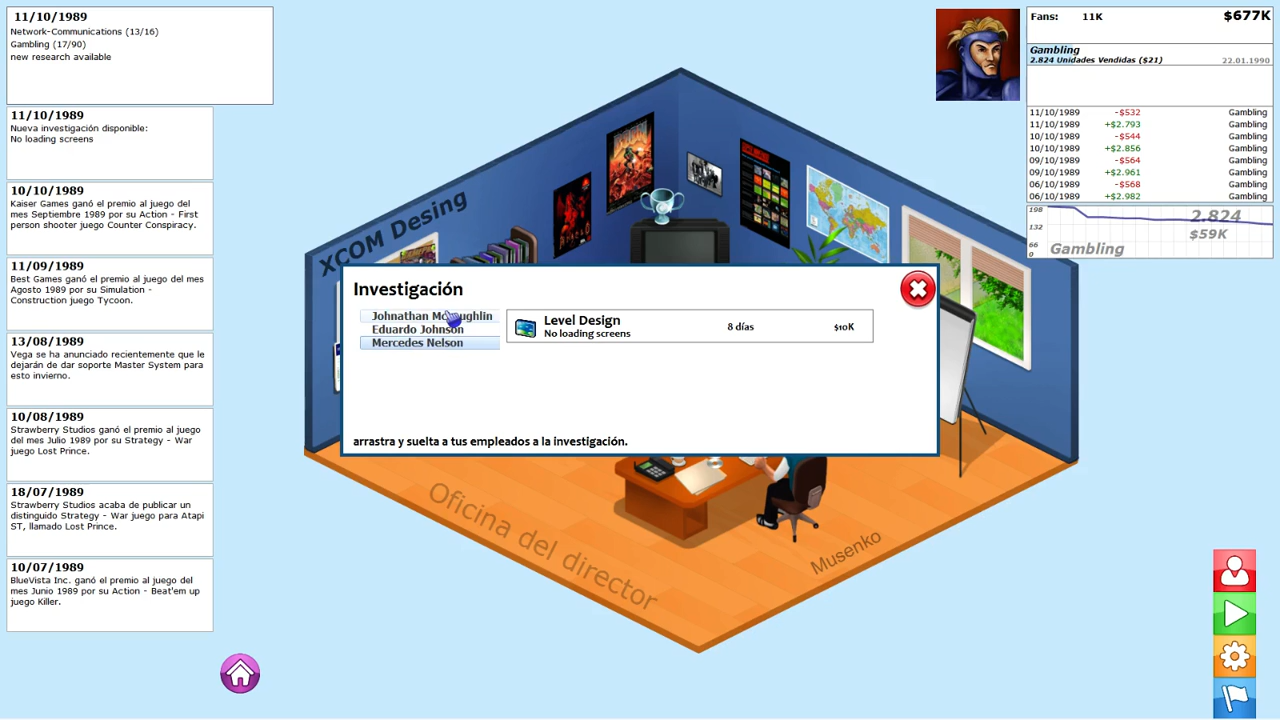 11/10/1989
Network-Communications (13/16)
Gambling (17/90)
new research available
11/10/1989
Nueva investigación disponible:
No loading screens
10/10/1989
Kaiser Games ganó el premio al juego del
mes Septiembre 1989 por su Action - First
person shooter juego Counter Conspiracy.
11/09/1989
Best Games ganó el premio al juego del mes
Agosto 1989 por su Simulation -
Construction juego Tycoon.
13/08/1989
Vega se ha anunciado recientemente que le
dejarán de dar soporte Master System para
esto invierno.
10/08/1989
Strawberry Studios ganó el premio al juego
del mes Julio 1989 por su Strategy - War
juego Lost Prince.
18/07/1989
Strawberry Studios acaba de publicar un
distinguido Strategy - War juego para Atapi
ST, llamado Lost Prince.
10/07/1989
BlueVista Inc. ganó el premio al juego del
mes Junio 1989 por su Action - Beat'em up
juego Killer.
XCOM Desing
DOOM
DIABLO
Investigación
Johnathan McLoughlin
Eduardo Johnson
Mercedes Nelson
Level Design
No loading screens
8 días
$10K
arrastra y suelta a tus empleados a la investigación.
Oficina del director
Musenko
Fans: 11K $677K
Gambling
2.824 Unidades Vendidas ($21) 22.01.1990
11/10/1989 -$532 Gambling
11/10/1989 +$2.793 Gambling
10/10/1989 -$544 Gambling
10/10/1989 +$2.856 Gambling
09/10/1989 -$564 Gambling
09/10/1989 +$2.961 Gambling
06/10/1989 -$568 Gambling
06/10/1989 +$2.982 Gambling
198
132
66
0
2.824
$59K
Gambling